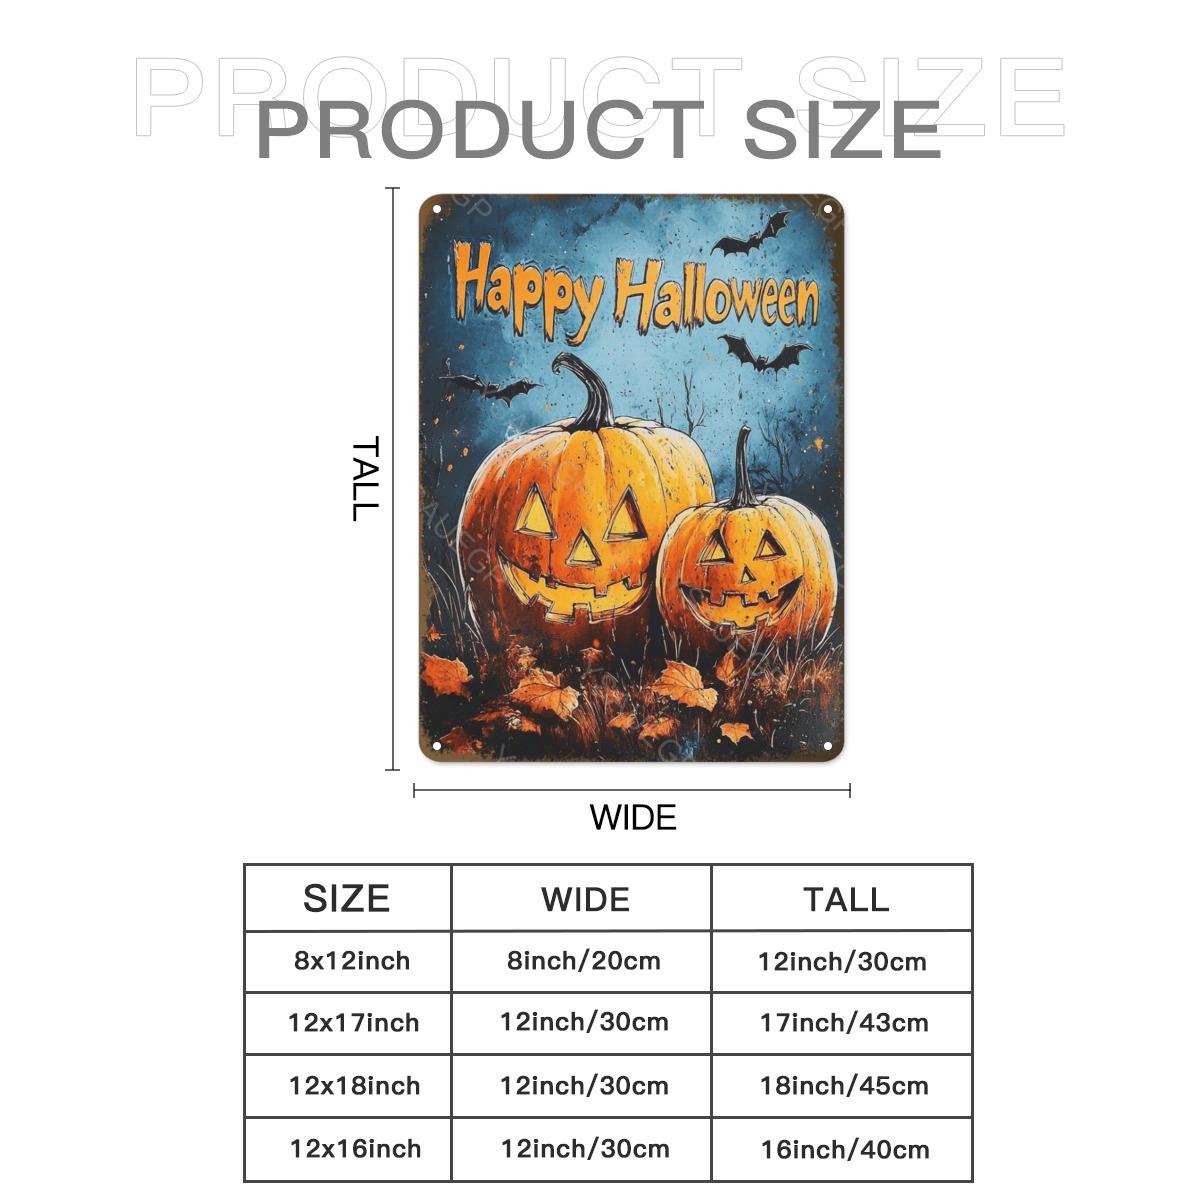 PRODUCT SIZE
PRODUCT SIZE
Happy Halloween
TALL
WIDE
SIZE WIDE TALL
8x12inch 8inch/20cm 12inch/30cm
12x17inch 12inch/30cm 17inch/43cm
12x18inch 12inch/30cm 18inch/45cm
12x16inch 12inch/30cm 16inch/40cm